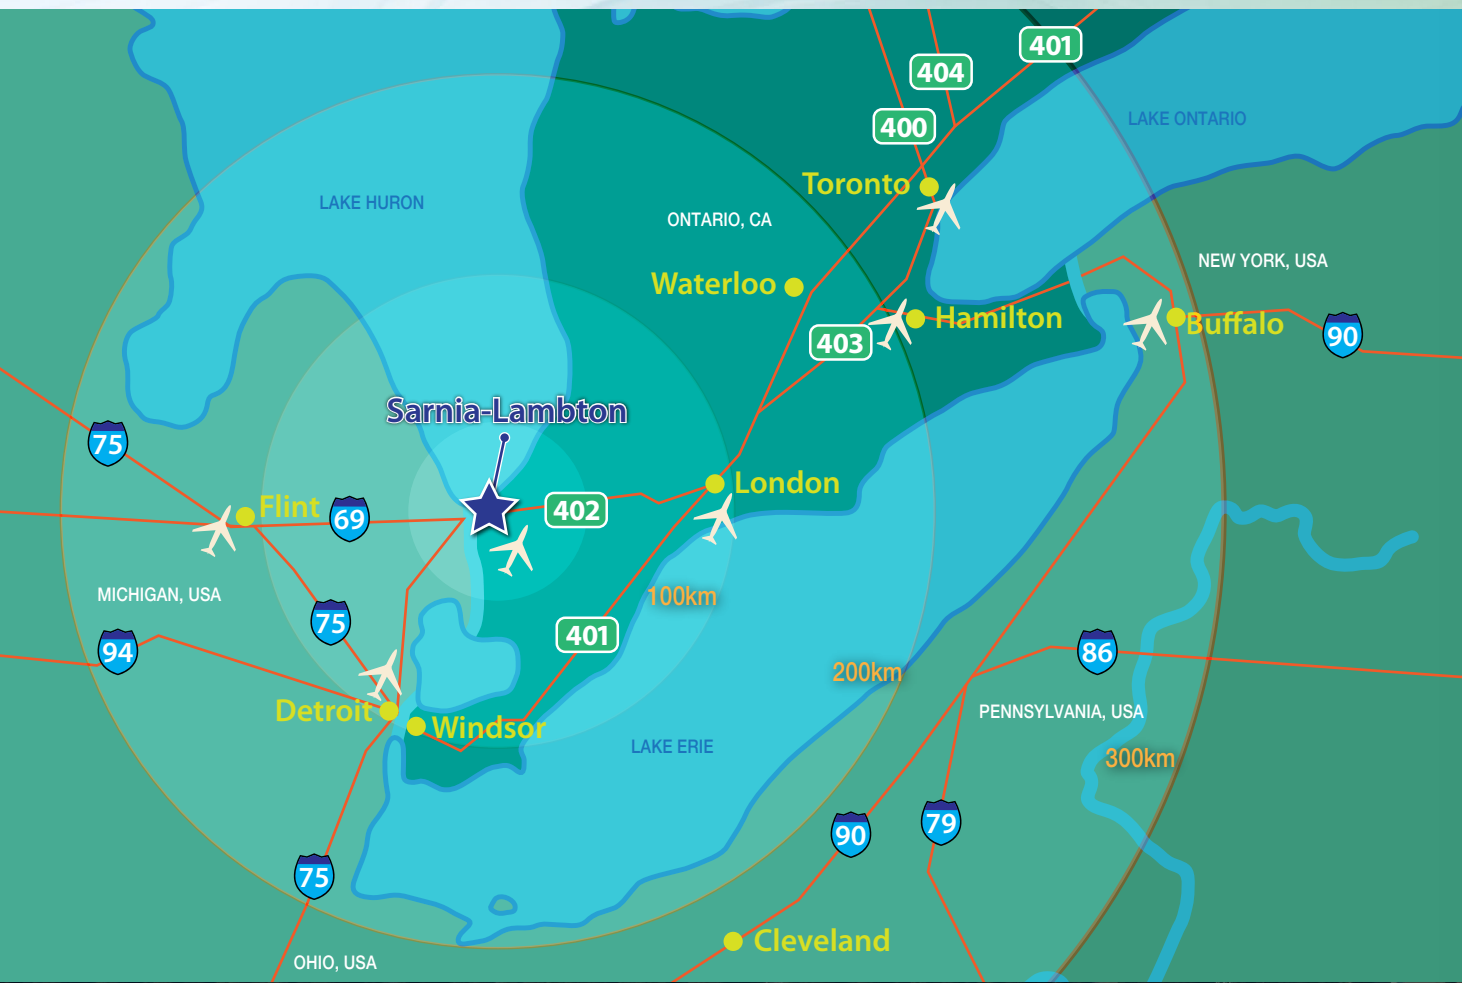 401
404
LAKE ONTARIO
400
Toronto
LAKE HURON
ONTARIO, CA
NEW YORK, USA
Waterloo
Hamilton
Buffalo
403
90
Sarnia-Lambton
75
London
Flint
69
402
MICHIGAN, USA
100km
75
401
94
86
200km
Detroit
PENNSYLVANIA, USA
Windsor
LAKE ERIE
300km
79
90
75
Cleveland
OHIO, USA